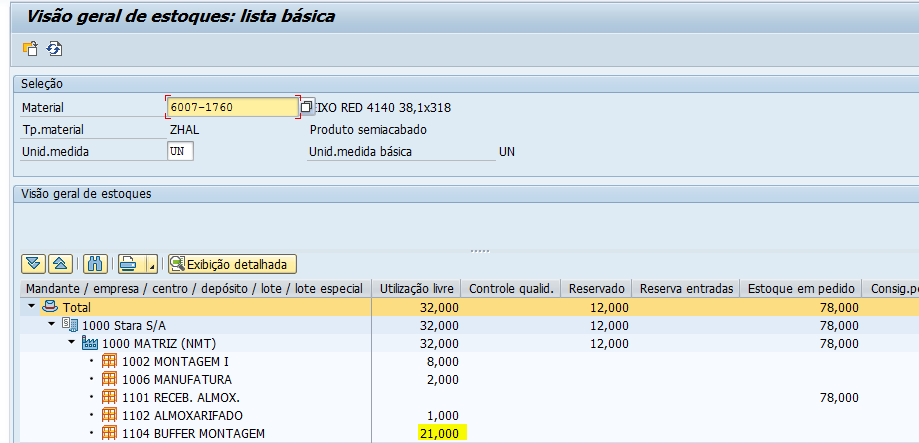 Visão geral de estoques: lista básica
Seleção
Material 6007-1760 EIXO RED 4140 38,1x318
Tp.material ZHAL Produto semiacabado
Unid.medida UN Unid.medida básica UN
Visão geral de estoques
Exibição detalhada
Mandante / empresa / centro / depósito / lote / lote especial Utilização livre Controle qualid. Reservado Reserva entradas Estoque em pedido Consig.pe
Total 32,000 12,000 78,000
1000 Stara S/A 32,000 12,000 78,000
1000 MATRIZ (NMT) 32,000 12,000 78,000
1002 MONTAGEM I 8,000
1006 MANUFATURA 2,000
1101 RECEB. ALMOX. 78,000
1102 ALMOXARIFADO 1,000
1104 BUFFER MONTAGEM 21,000